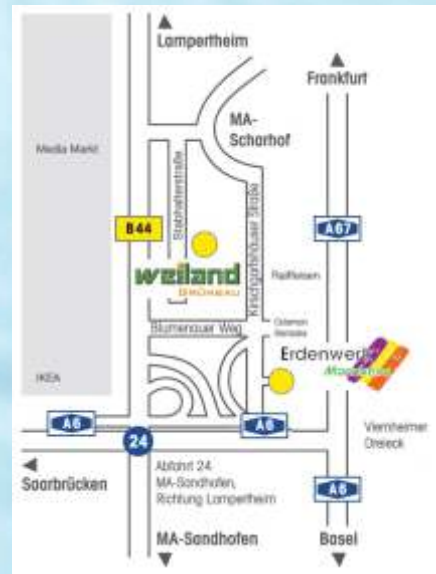 Lampertheim
Frankfurt
MA-
Scharhof
Media Markt
Stabhalterstraße
Kirschgartshäuser Straße
B44
A67
weiland
Raiffeisen
Blumenauer Weg
Erdenwerk
IKEA
A6
24
A6
Viernheimer
Dreieck
Saarbrücken
Abfahrt 24
MA-Sandhofen,
Richtung Lampertheim
A6
MA-Sandhofen
Basel